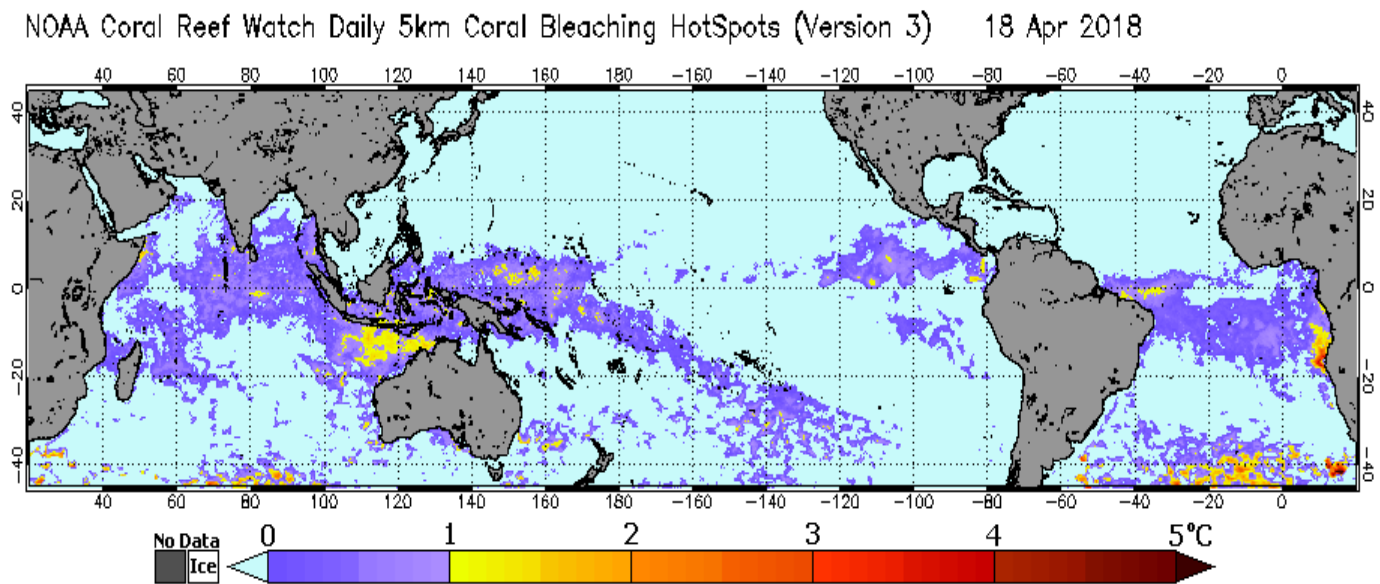 NOAA Coral Reef Watch Daily 5km Coral Bleaching HotSpots (Version 3) 18 Apr 2018
40 60 80 100 120 140 160 180 -160 -140 -120 -100 -80 -60 -40 -20 0
40 40
20 20
0 0
-20 -20
-40 -40
40 60 80 100 120 140 160 180 -160 -140 -120 -100 -80 -60 -40 -20 0
No Data 0 1 2 3 4 5°C
Ice